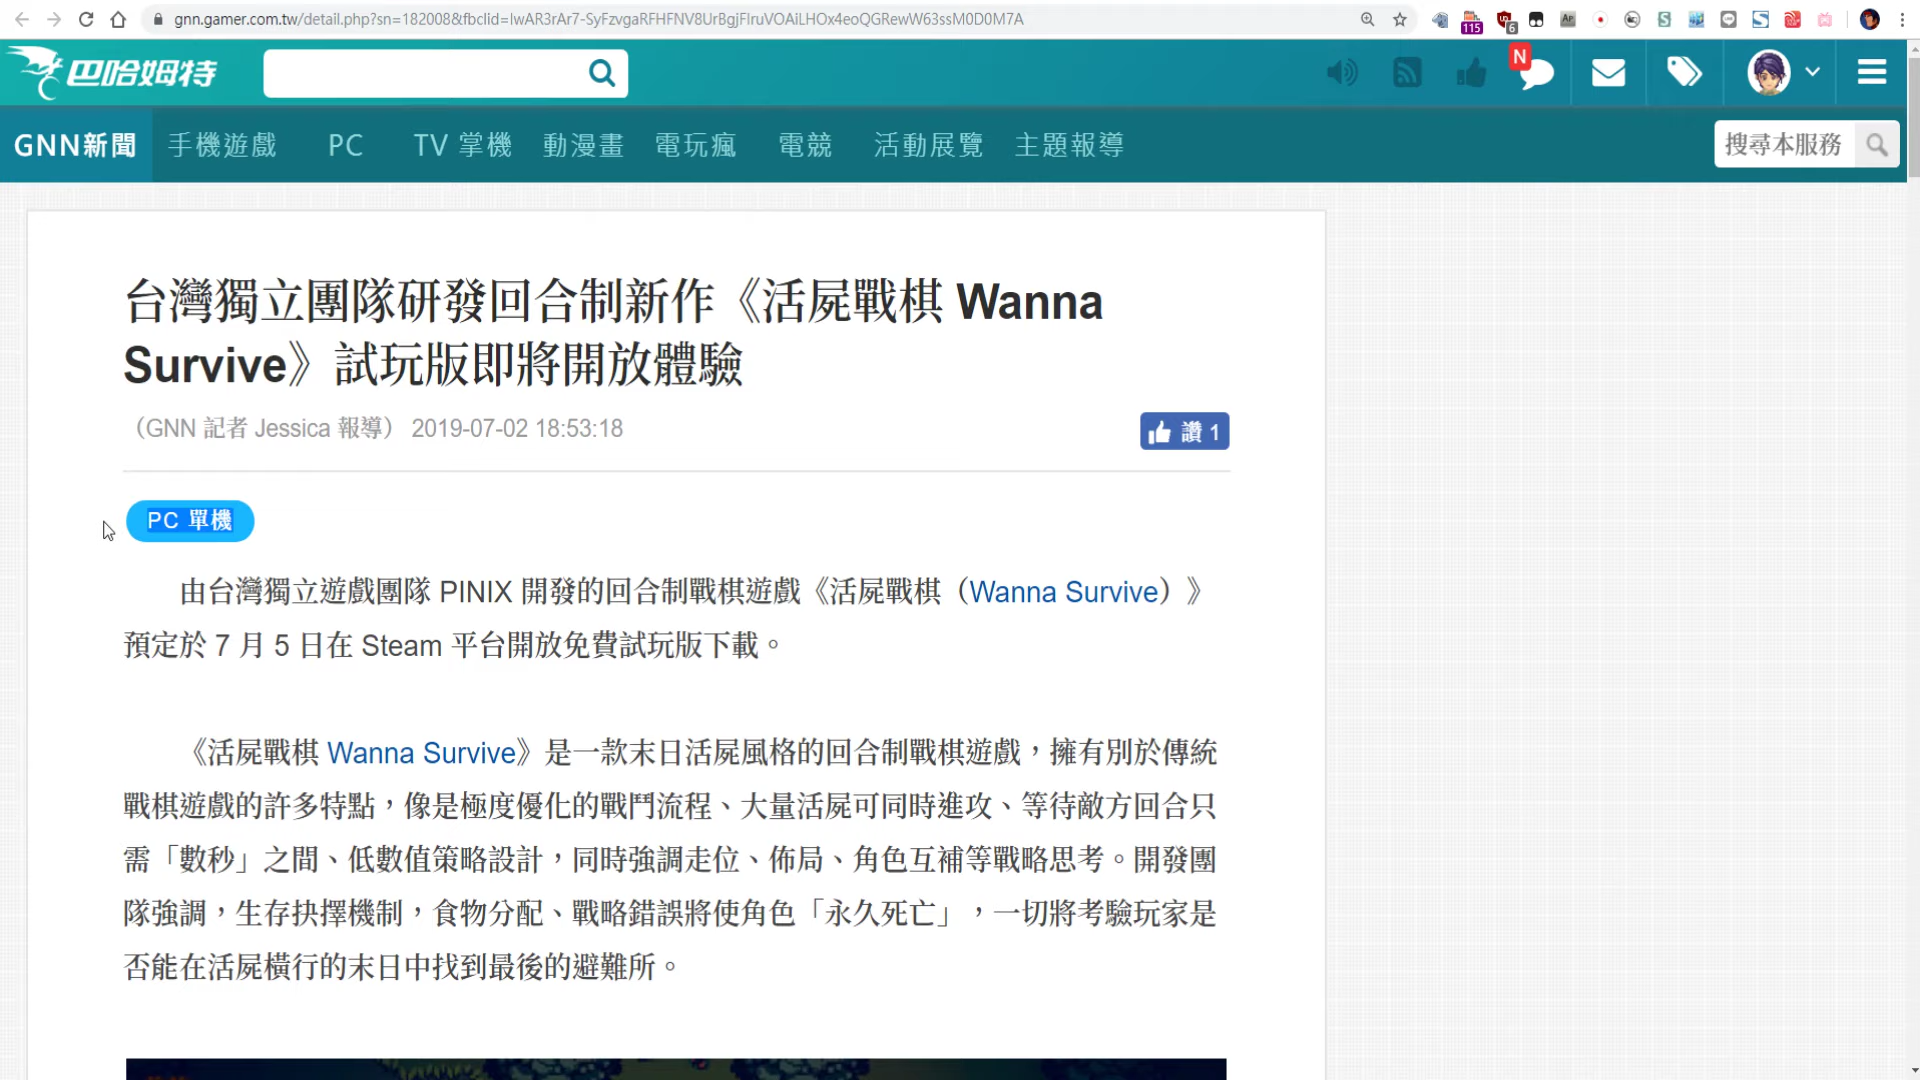 gnn.gamer.com.tw/detail.php?sn=182008&fbclid=IwAR3rAr7-SyFzvgaRFHFNV8UrBgjFlruVOAiLHOx4eoQGRewW63ssM0D0M7A
115
6
AP
巴哈姆特
N
GNN新聞 手機遊戲 PC TV 掌機 動漫畫 電玩瘋 電競 活動展覽 主題報導
搜尋本服務
台灣獨立團隊研發回合制新作《活屍戰棋 Wanna
Survive》試玩版即將開放體驗
（GNN 記者 Jessica 報導） 2019-07-02 18:53:18
讚 1
PC 單機
由台灣獨立遊戲團隊 PINIX 開發的回合制戰棋遊戲《活屍戰棋（Wanna Survive）》
預定於 7 月 5 日在 Steam 平台開放免費試玩版下載。
《活屍戰棋 Wanna Survive》是一款末日活屍風格的回合制戰棋遊戲，擁有別於傳統
戰棋遊戲的許多特點，像是極度優化的戰鬥流程、大量活屍可同時進攻、等待敵方回合只
需「數秒」之間、低數值策略設計，同時強調走位、佈局、角色互補等戰略思考。開發團
隊強調，生存抉擇機制，食物分配、戰略錯誤將使角色「永久死亡」，一切將考驗玩家是
否能在活屍橫行的末日中找到最後的避難所。